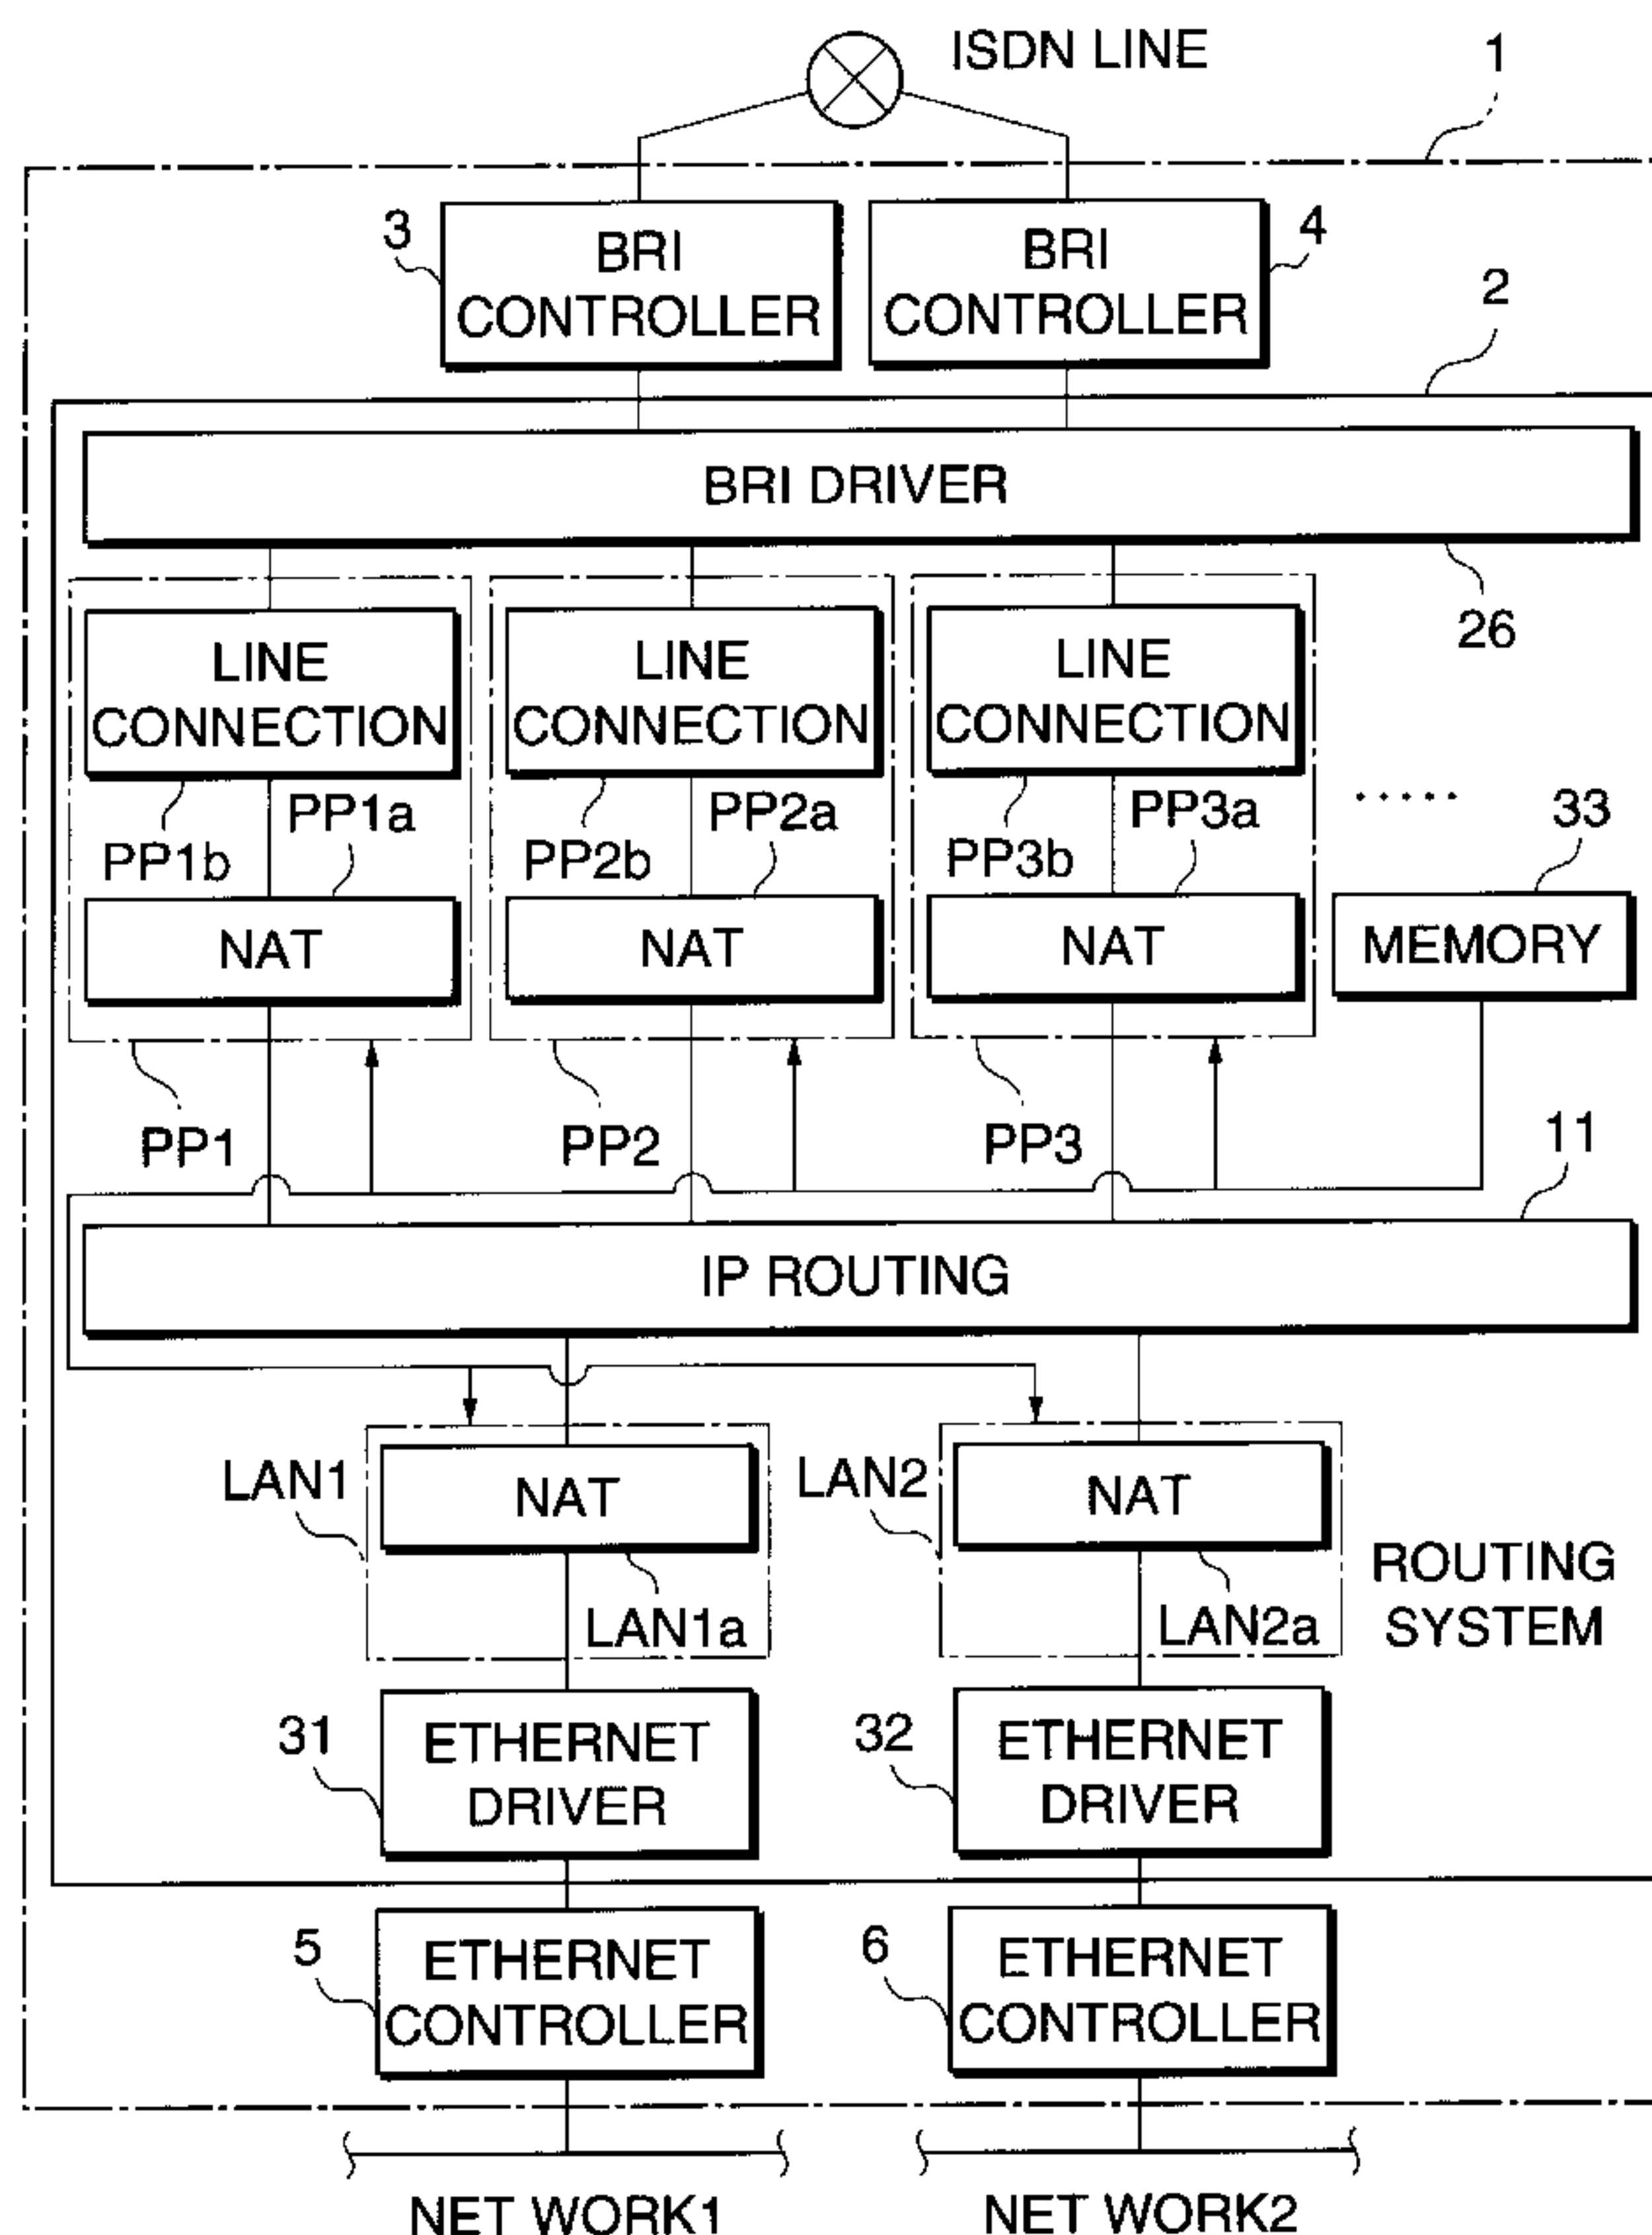 ISDN LINE
1
3
BRI
CONTROLLER
BRI
CONTROLLER
4
2
BRI DRIVER
26
LINE
CONNECTION
LINE
CONNECTION
LINE
CONNECTION
PP1b
PP1a
PP2b
PP2a
PP3b
PP3a
.....
33
NAT
NAT
NAT
MEMORY
PP1
PP2
PP3
11
IP ROUTING
LAN1
NAT
LAN1a
LAN2
NAT
LAN2a
ROUTING
SYSTEM
31
ETHERNET
DRIVER
32
ETHERNET
DRIVER
5
ETHERNET
CONTROLLER
6
ETHERNET
CONTROLLER
NET WORK1
NET WORK2